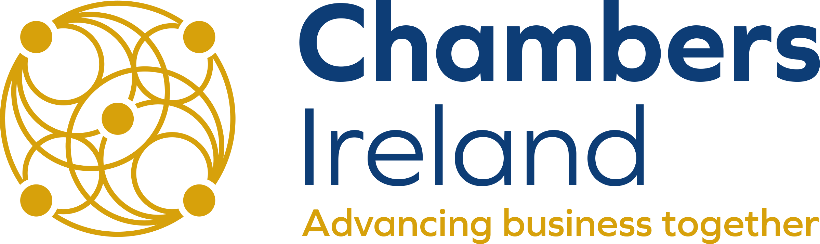 Chambers
Ireland
Advancing business together